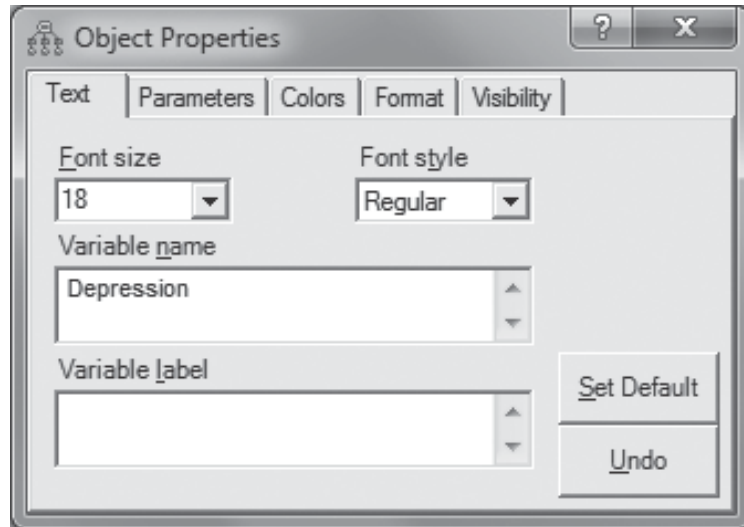 Object Properties
? X
Text Parameters Colors Format Visibility
Font size Font style
18 Regular
Variable name
Depression
Variable label
Set Default
Undo